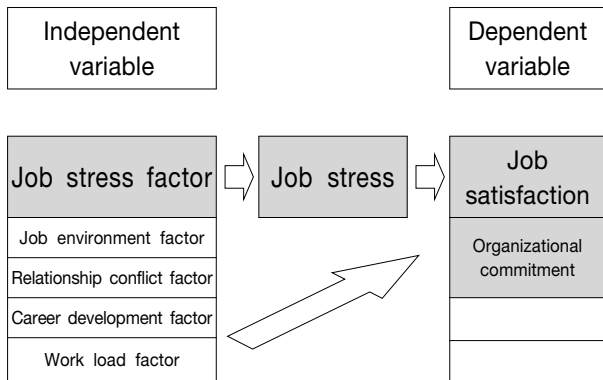 Independent
variable
Dependent
variable
Job stress factor
Job stress
Job
satisfaction
Job environment factor
Relationship conflict factor
Career development factor
Work load factor
Organizational
commitment